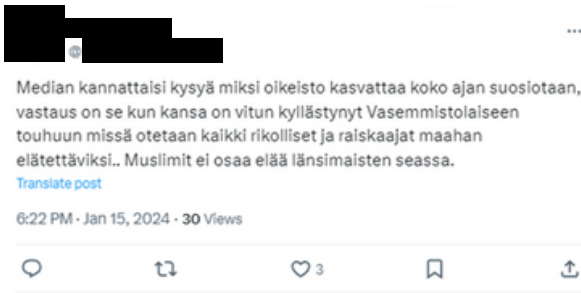 @
Median kannattaisi kysyä miksi oikeisto kasvattaa koko ajan suosiotaan,
vastaus on se kun kansa on vitun kyllästynyt Vasemmistolaiseen
touhuun missä otetaan kaikki rikolliset ja raiskaajat maahan
elätettäviksi.. Muslimit ei osaa elää länsimaisten seassa.
Translate post
6:22 PM · Jan 15, 2024 · 30 Views
3